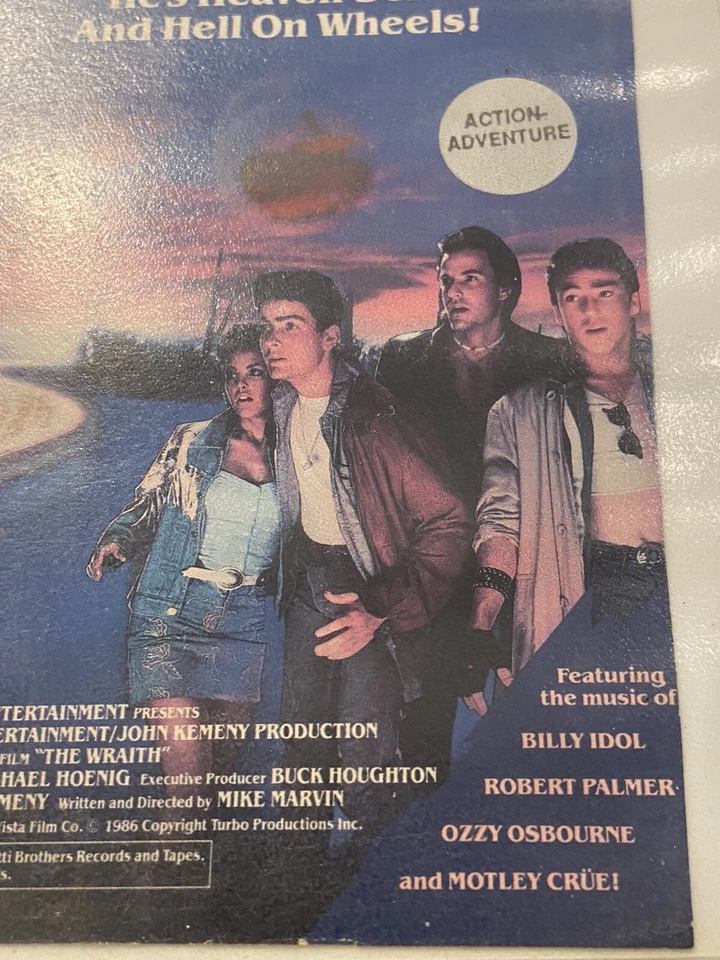 And Hell On Wheels!
ACTION-
ADVENTURE
Featuring
the music of
BILLY IDOL
ROBERT PALMER
OZZY OSBOURNE
and MOTLEY CRÜE!
TERTAINMENT PRESENTS
ERTAINMENT/JOHN KEMENY PRODUCTION
FILM "THE WRAITH"
HAEL HOENIG Executive Producer BUCK HOUGHTON
MENY Written and Directed by MIKE MARVIN
ista Film Co. © 1986 Copyright Turbo Productions Inc.
tti Brothers Records and Tapes.
s.